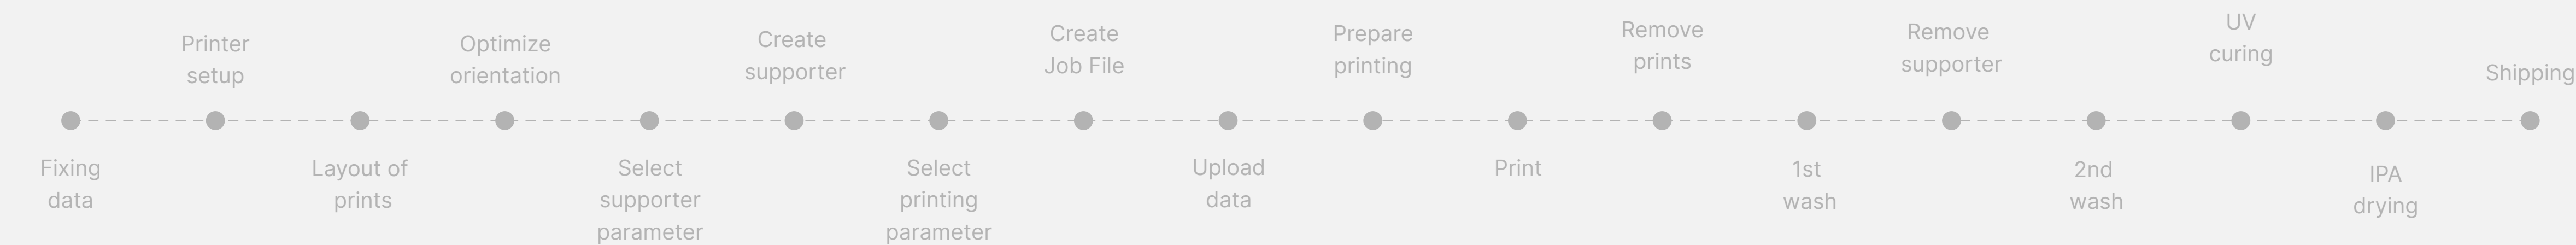 Fixing
data
Printer
setup
Layout of
prints
Optimize
orientation
Select
supporter
parameter
Create
supporter
Select
printing
parameter
Create
Job File
Upload
data
Prepare
printing
Print
Remove
prints
1st
wash
Remove
supporter
2nd
wash
UV
curing
IPA
drying
Shipping